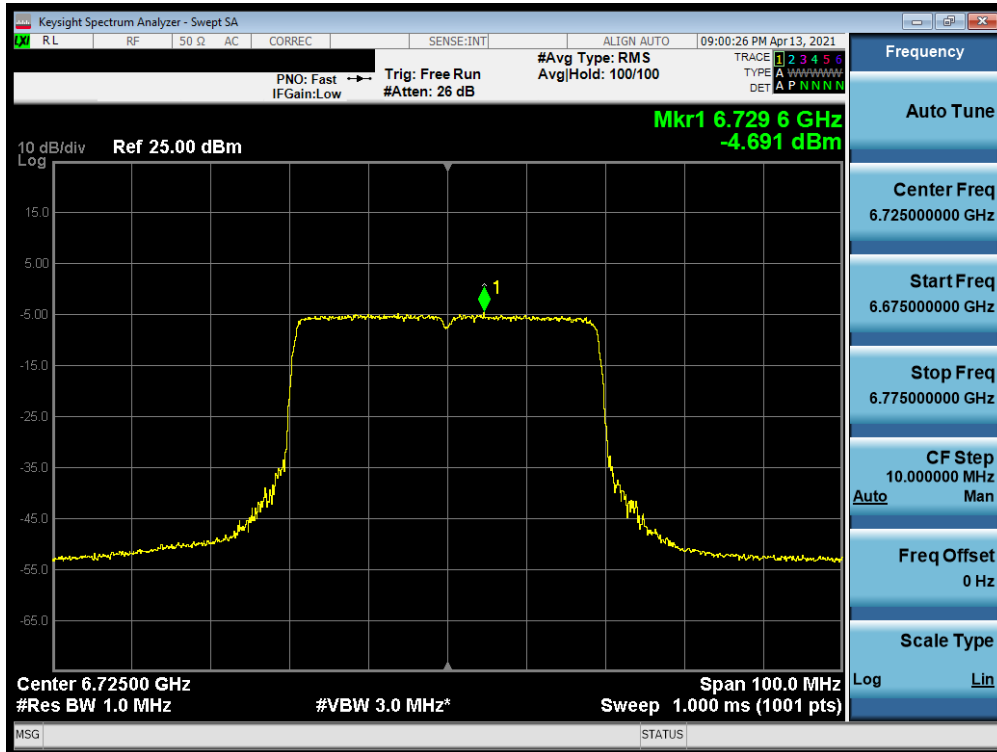 Keysight Spectrum Analyzer - Swept SA
LXI RL RF 50 Ω AC CORREC SENSE:INT ALIGN AUTO 09:00:26 PM Apr 13, 2021
PNO: Fast
IFGain:Low
Trig: Free Run
#Atten: 26 dB
#Avg Type: RMS
Avg|Hold: 100/100
TRACE 1 2 3 4 5 6
TYPE A WWWWW
DET A P N N N N
Mkr1 6.729 6 GHz
-4.691 dBm
10 dB/div Ref 25.00 dBm
Log
15.0
5.00
-5.00
-15.0
-25.0
-35.0
-45.0
-55.0
-65.0
1
Center 6.72500 GHz Span 100.0 MHz
#Res BW 1.0 MHz #VBW 3.0 MHz* Sweep 1.000 ms (1001 pts)
MSG STATUS
Frequency
Auto Tune
Center Freq
6.725000000 GHz
Start Freq
6.675000000 GHz
Stop Freq
6.775000000 GHz
CF Step
10.000000 MHz
Auto Man
Freq Offset
0 Hz
Scale Type
Log Lin